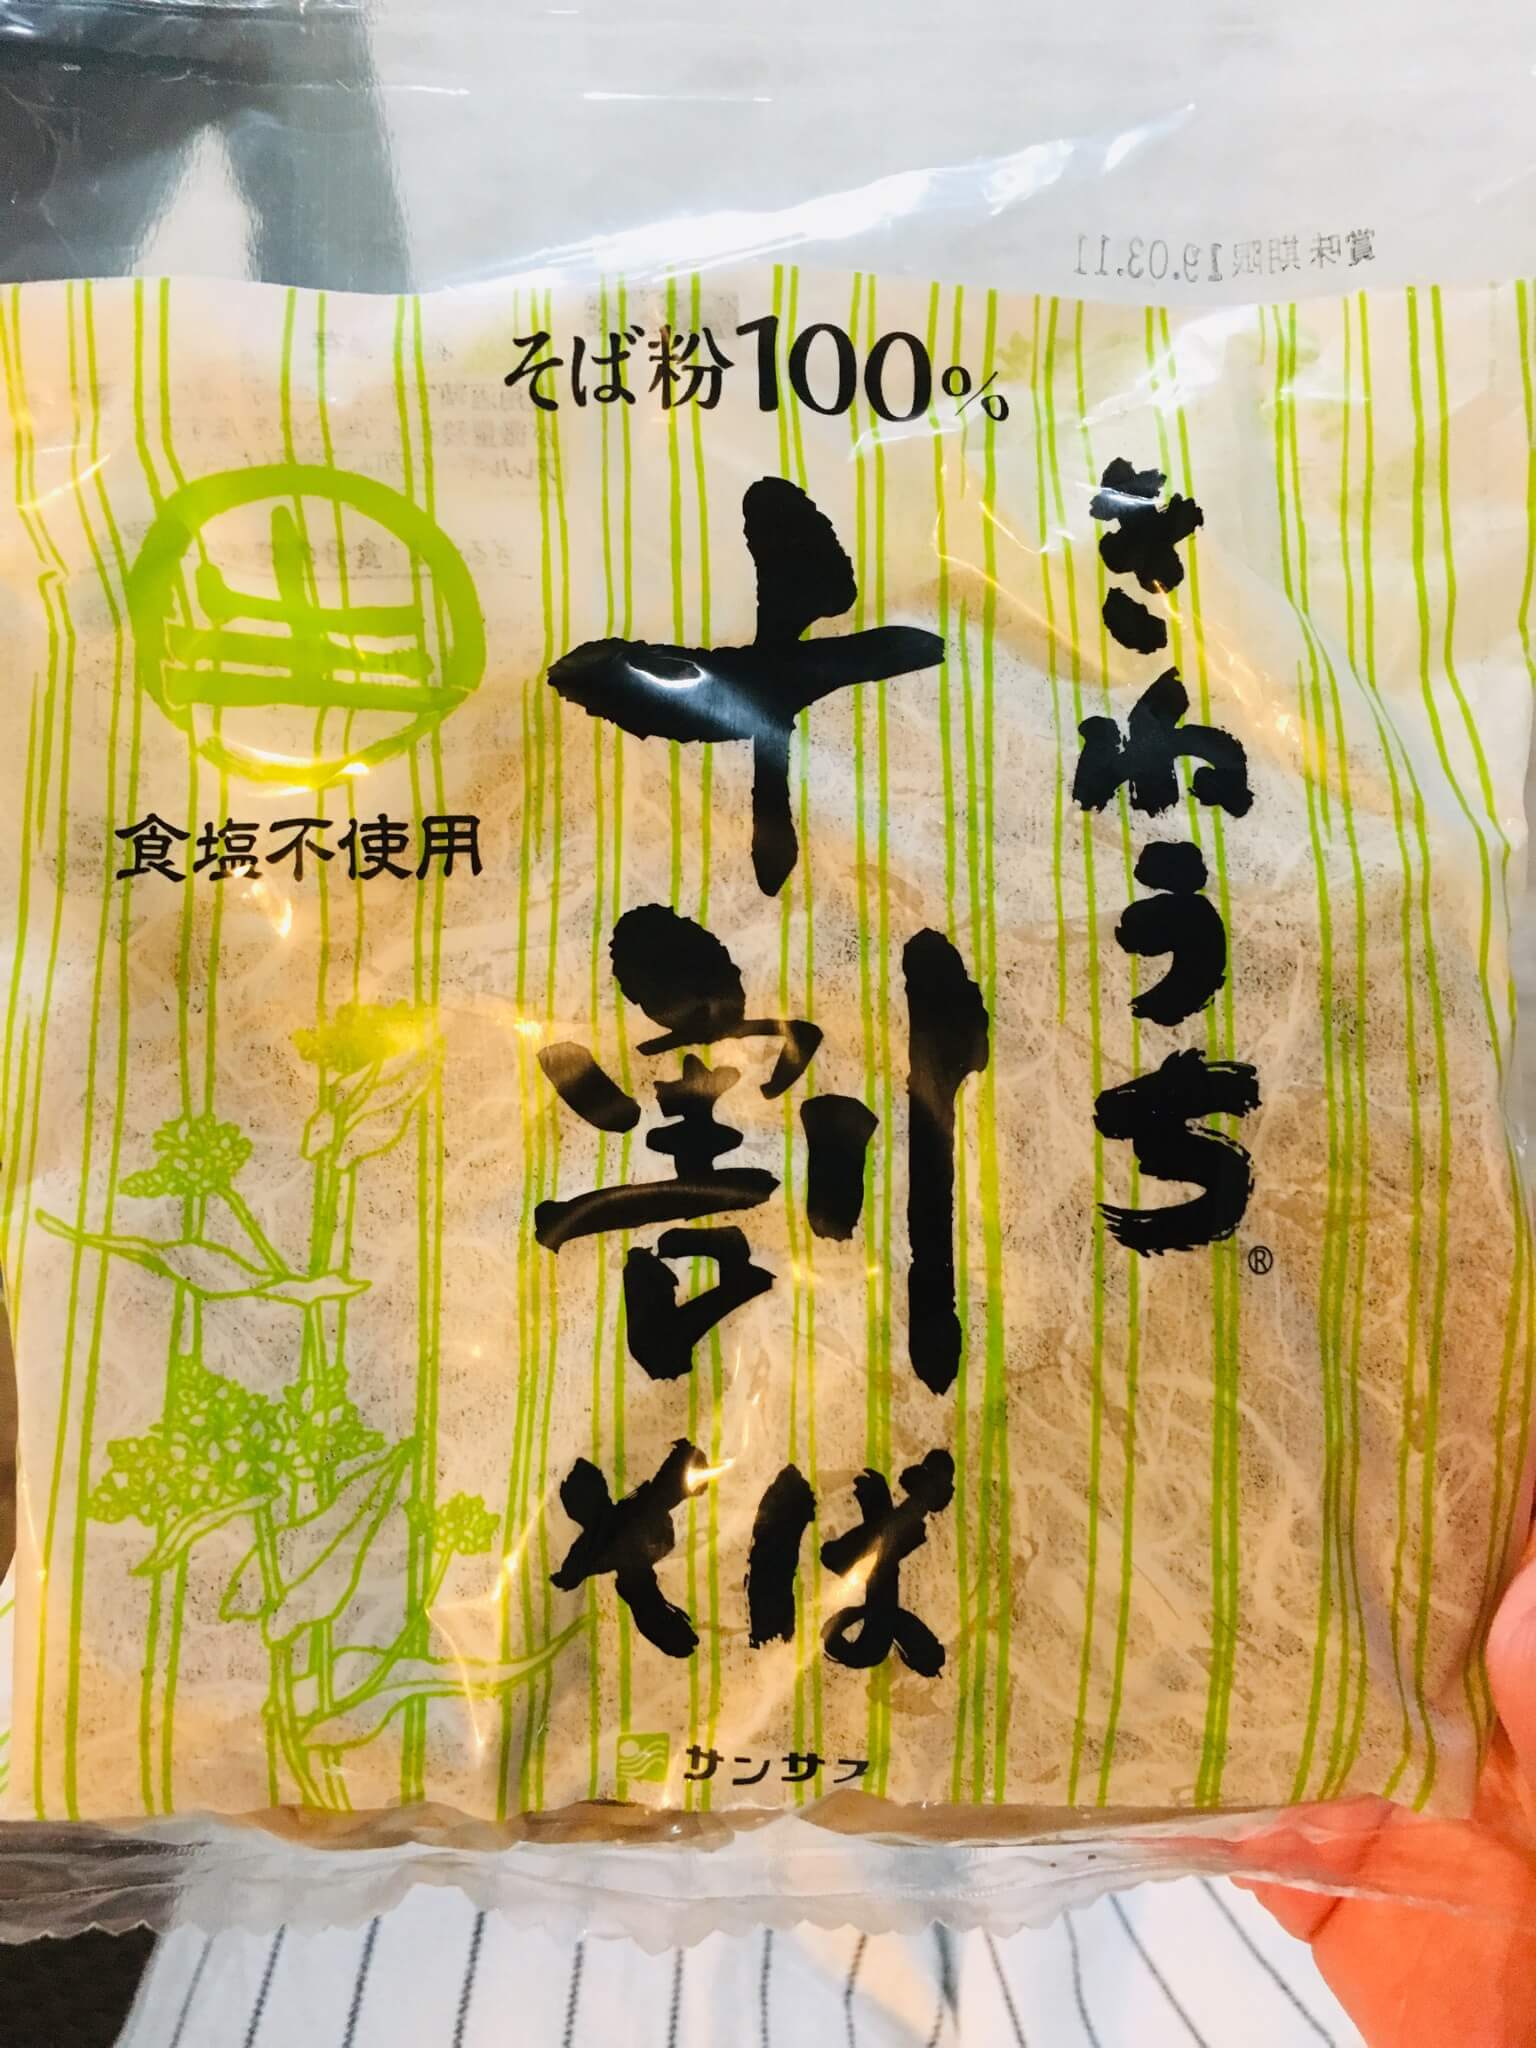 賞味期限19.03.11
そば粉100%
きねうち®
十割そば
生
食塩不使用
サンサス